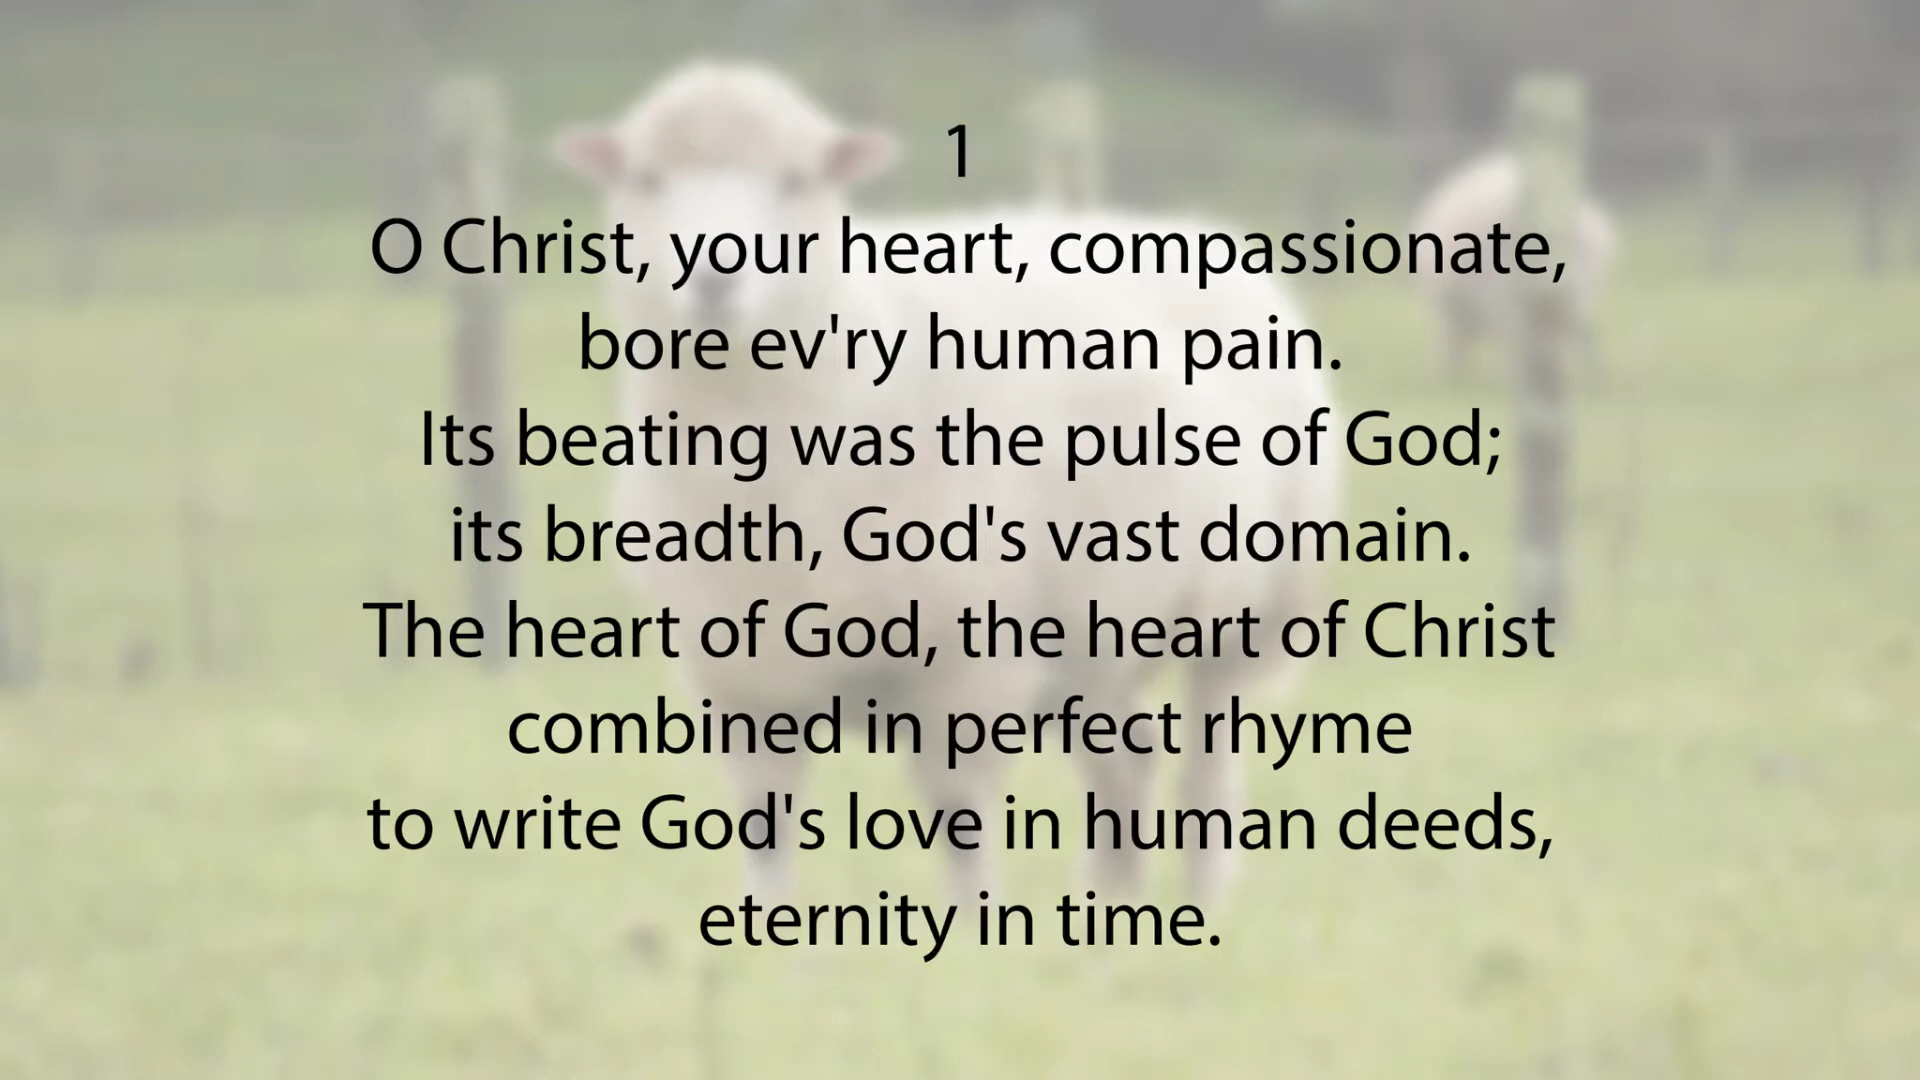 1
O Christ, your heart, compassionate,
bore ev'ry human pain.
Its beating was the pulse of God;
its breadth, God's vast domain.
The heart of God, the heart of Christ
combined in perfect rhyme
to write God's love in human deeds,
eternity in time.